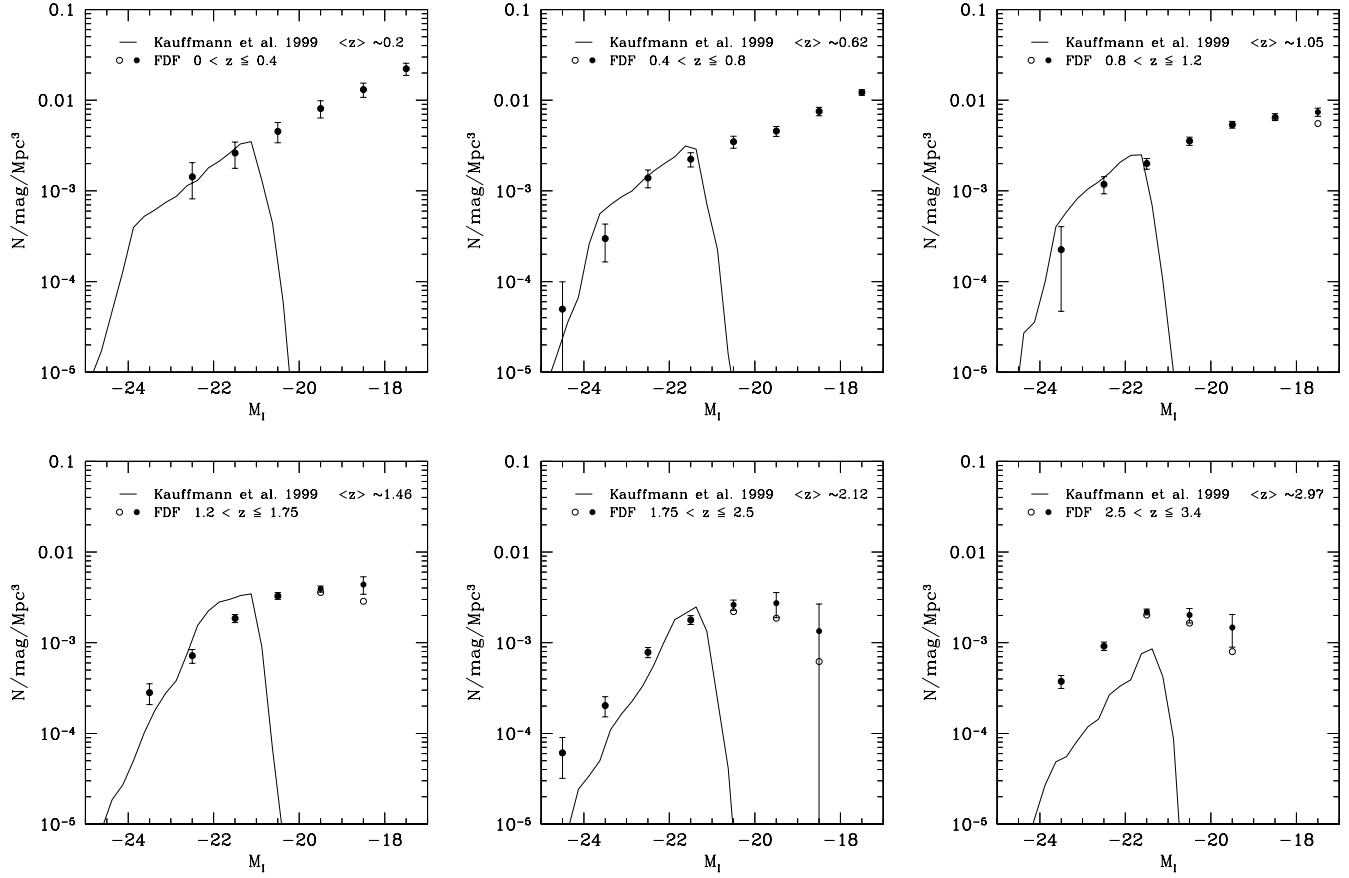 0.1
0.01
10⁻³
10⁻⁴
10⁻⁵
N/mag/Mpc³
Kauffmann et al. 1999 <z> ~0.2
FDF 0 < z ≦ 0.4
−24 −22 −20 −18
M_I
0.1
0.01
10⁻³
10⁻⁴
10⁻⁵
N/mag/Mpc³
Kauffmann et al. 1999 <z> ~0.62
FDF 0.4 < z ≦ 0.8
−24 −22 −20 −18
M_I
0.1
0.01
10⁻³
10⁻⁴
10⁻⁵
N/mag/Mpc³
Kauffmann et al. 1999 <z> ~1.05
FDF 0.8 < z ≦ 1.2
−24 −22 −20 −18
M_I
0.1
0.01
10⁻³
10⁻⁴
10⁻⁵
N/mag/Mpc³
Kauffmann et al. 1999 <z> ~1.46
FDF 1.2 < z ≦ 1.75
−24 −22 −20 −18
M_I
0.1
0.01
10⁻³
10⁻⁴
10⁻⁵
N/mag/Mpc³
Kauffmann et al. 1999 <z> ~2.12
FDF 1.75 < z ≦ 2.5
−24 −22 −20 −18
M_I
0.1
0.01
10⁻³
10⁻⁴
10⁻⁵
N/mag/Mpc³
Kauffmann et al. 1999 <z> ~2.97
FDF 2.5 < z ≦ 3.4
−24 −22 −20 −18
M_I